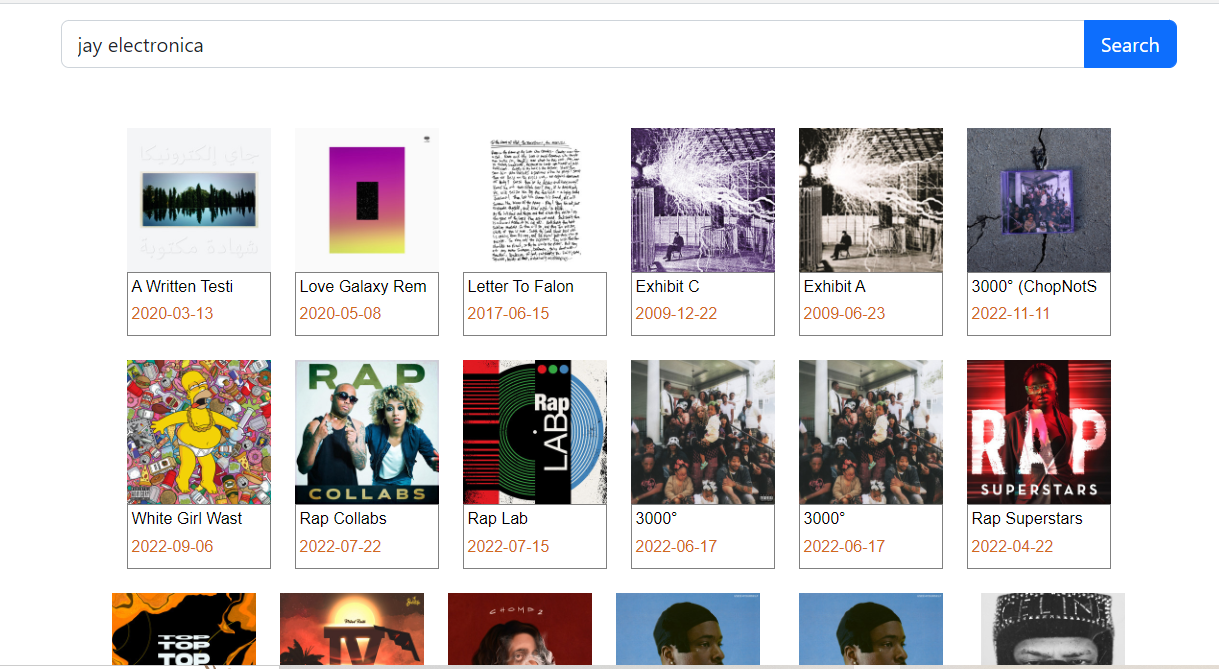 jay electronica
Search
جاي إلكترونيكا
شهادة مكتوبة
A Written Testi
2020-03-13
Love Galaxy Rem
2020-05-08
Letter To Falon
2017-06-15
Exhibit C
2009-12-22
Exhibit A
2009-06-23
3000° (ChopNotS
2022-11-11
RAP
COLLABS
Rap
LAB
RAP
SUPERSTARS
White Girl Wast
2022-09-06
Rap Collabs
2022-07-22
Rap Lab
2022-07-15
3000°
2022-06-17
3000°
2022-06-17
Rap Superstars
2022-04-22
TOP
TOP
TOP
IV